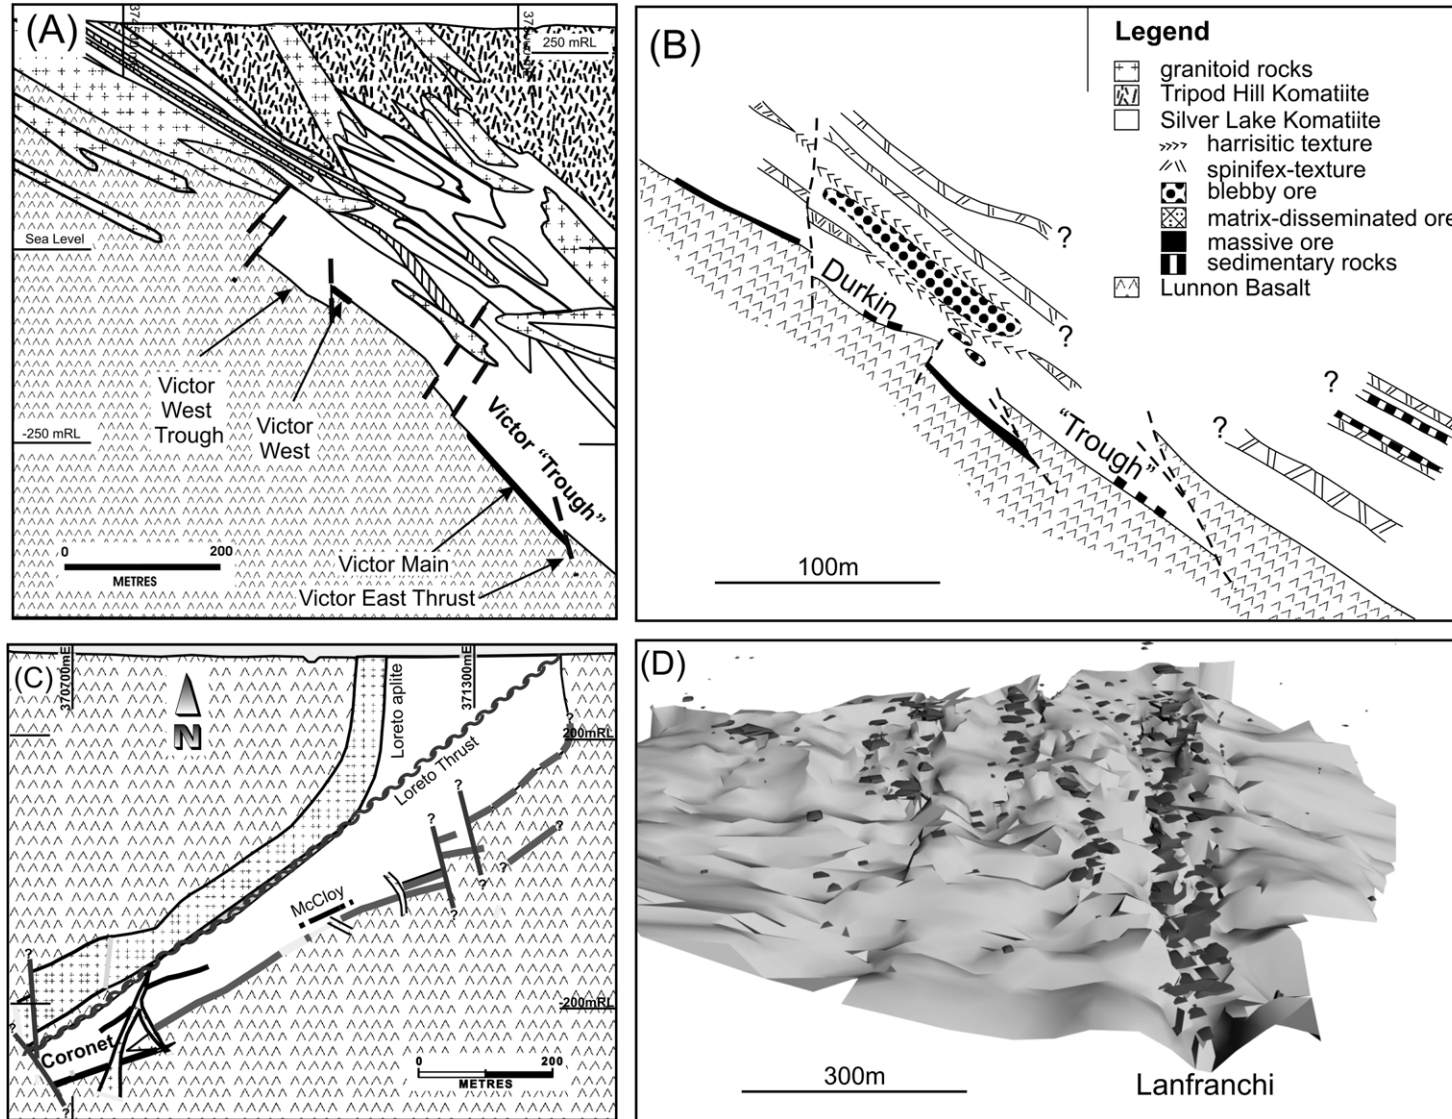 (A)
250 mRL
Sea Level
-250 mRL
Victor
West
Trough
Victor
West
Victor "Trough"
0 200
METRES
Victor Main
Victor East Thrust
(B)
Legend
granitoid rocks
Tripod Hill Komatiite
Silver Lake Komatiite
harrisitic texture
spinifex-texture
blebby ore
matrix-disseminated ore
massive ore
sedimentary rocks
Lunnon Basalt
?
?
?
?
Durkin
"Trough"
100m
(C)
370700mE
371300mE
N
Loreto aplite
Loreto Thrust
200mRL
-200mRL
McCloy
Coronet
?
?
?
?
?
?
?
?
?
?
0 200
METRES
(D)
300m
Lanfranchi